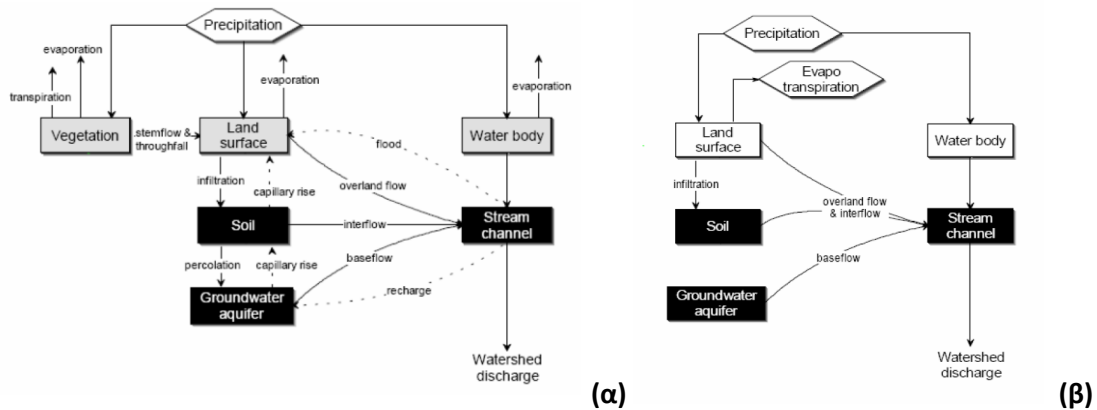 Precipitation
evaporation
transpiration
evaporation
evaporation
Vegetation
stemflow &
throughfall
Land
surface
Water body
flood
infiltration
capillary rise
overland flow
Soil
interflow
Stream
channel
percolation
capillary rise
baseflow
recharge
Groundwater
aquifer
Watershed
discharge
(α)
Precipitation
Evapo
transpiration
Land
surface
Water body
infiltration
overland flow
& interflow
Soil
Stream
channel
baseflow
Groundwater
aquifer
Watershed
discharge
(β)